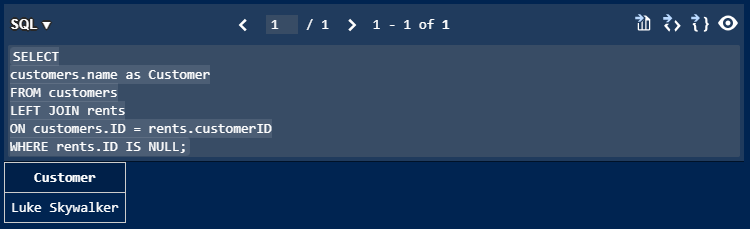 SQL ▼ 1 / 1 1 - 1 of 1
SELECT
customers.name as Customer
FROM customers
LEFT JOIN rents
ON customers.ID = rents.customerID
WHERE rents.ID IS NULL;
Customer
Luke Skywalker